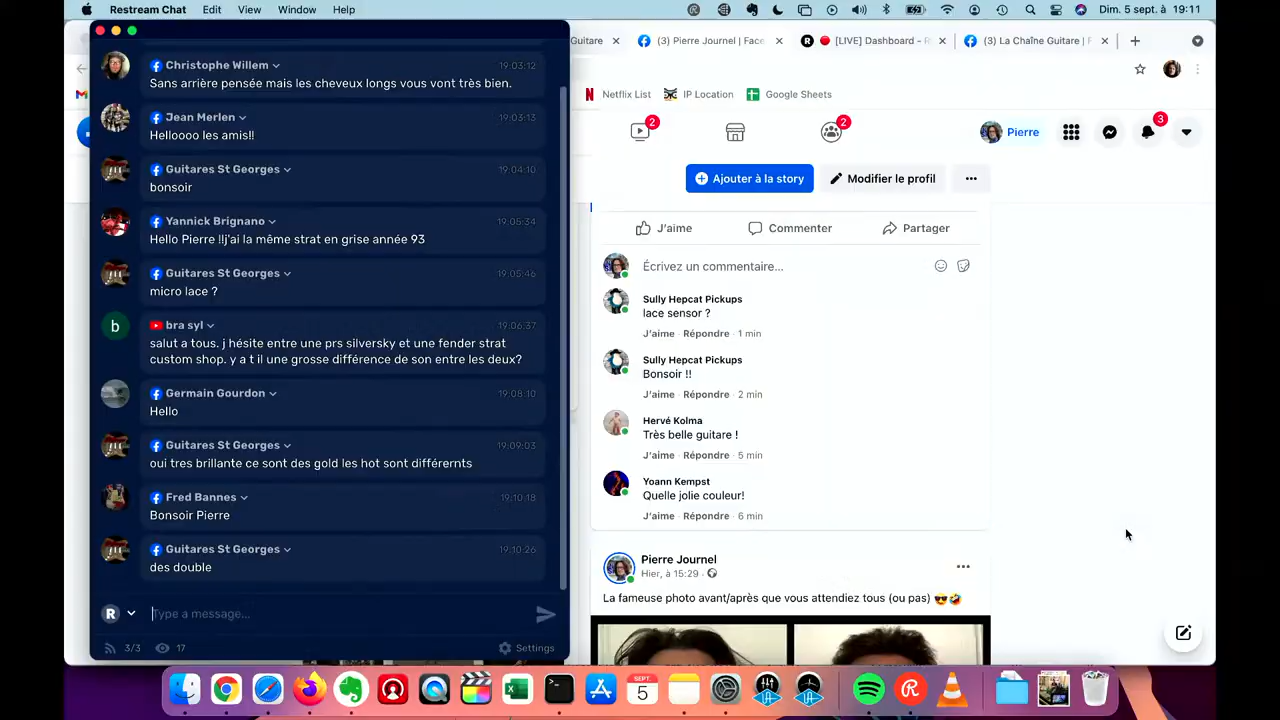 Restream Chat Edit View Window Help
Dim. 5 sept. à 19:11
Guitare
(3) Pierre Journel | Face
[LIVE] Dashboard - R
(3) La Chaîne Guitare | F
Netflix List IP Location Google Sheets
Christophe Willem 19:03:12
Sans arrière pensée mais les cheveux longs vous vont très bien.
Jean Merlen 19:03:13
Helloooo les amis!!
Guitares St Georges 19:04:10
bonsoir
Yannick Brignano 19:05:34
Hello Pierre !!j'ai la même strat en grise année 93
Guitares St Georges 19:05:46
micro lace ?
b
bra syl 19:06:37
salut a tous. j hésite entre une prs silversky et une fender strat
custom shop. y a t il une grosse différence de son entre les deux?
Germain Gourdon 19:08:10
Hello
Guitares St Georges 19:09:03
oui tres brillante ce sont des gold les hot sont différernts
Fred Bannes 19:10:18
Bonsoir Pierre
Guitares St Georges 19:10:26
des double
R
Type a message...
3/3 17 Settings
2 2 Pierre 3
Ajouter à la story Modifier le profil
J'aime Commenter Partager
Écrivez un commentaire...
Sully Hepcat Pickups
lace sensor ?
J'aime · Répondre · 1 min
Sully Hepcat Pickups
Bonsoir !!
J'aime · Répondre · 2 min
Hervé Kolma
Très belle guitare !
J'aime · Répondre · 5 min
Yoann Kempst
Quelle jolie couleur!
J'aime · Répondre · 6 min
Pierre Journel
Hier, à 15:29 ·
La fameuse photo avant/après que vous attendiez tous (ou pas) 😎🤣
SEPT.
5